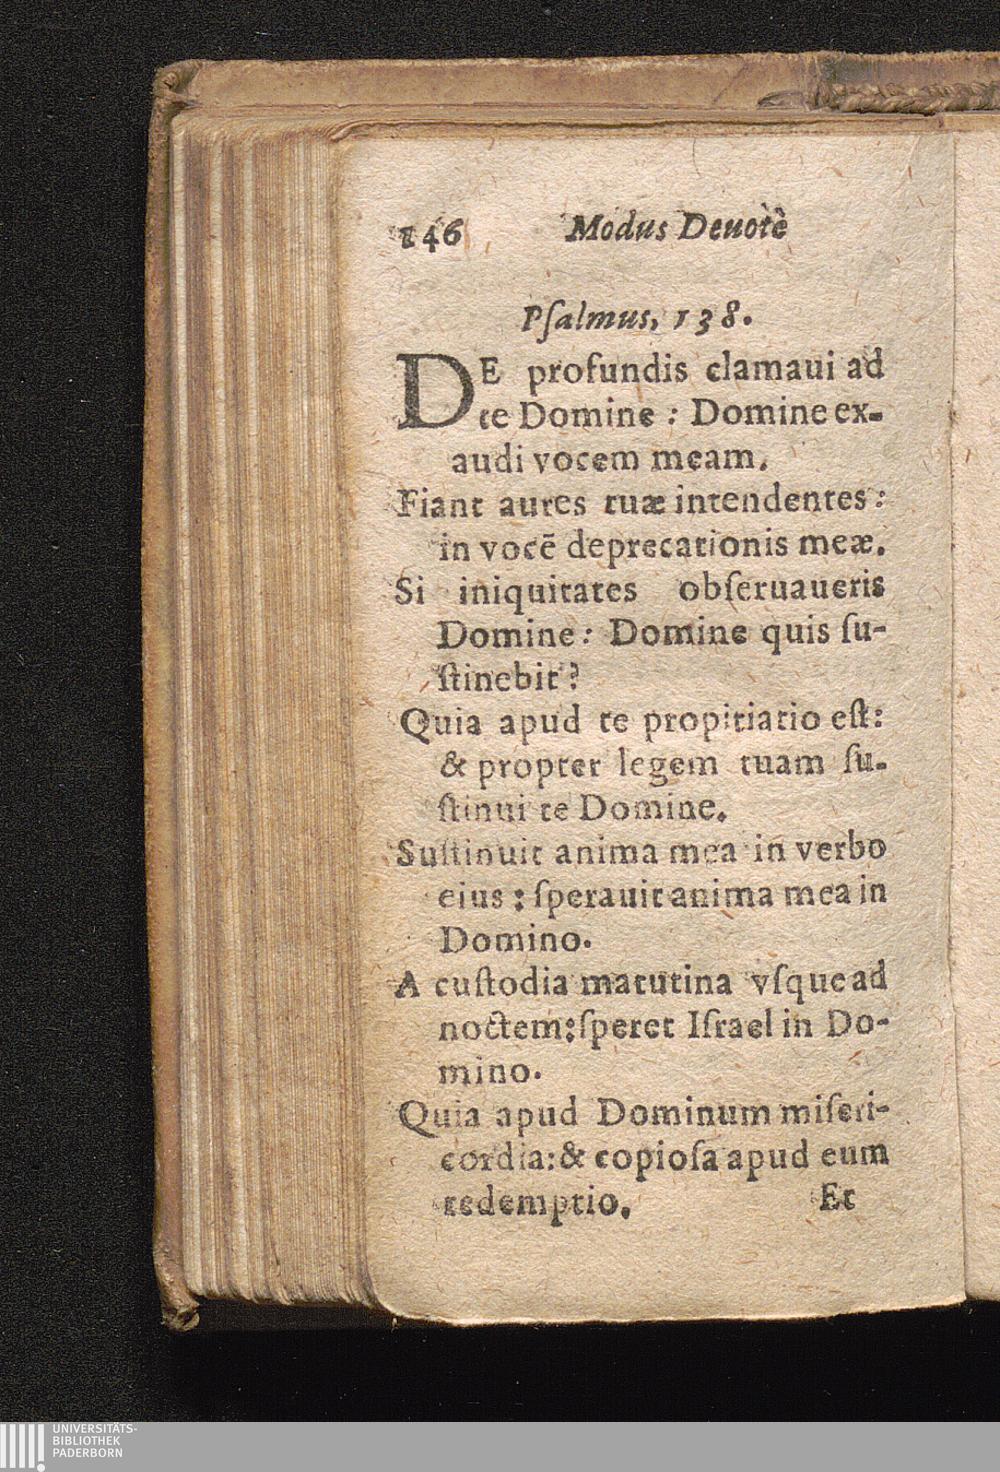 146 Modus Deuotè
Pſalmus, 138.
DE profundis clamaui ad
te Domine : Domine ex-
audi vocem meam.
Fiant aures tuæ intendentes :
in vocē deprecationis meæ.
Si iniquitates obſeruaueris
Domine : Domine quis ſu-
ſtinebit ?
Quia apud te propitiatio eſt :
& propter legem tuam ſu-
ſtinui te Domine.
Suſtinuit anima mea in verbo
eius : ſperauit anima mea in
Domino.
A cuſtodia matutina vſque ad
noctem : ſperet Iſrael in Do-
mino.
Quia apud Dominum miſeri-
cordia : & copioſa apud eum
redemptio. Et
UNIVERSITÄTS-
BIBLIOTHEK
PADERBORN